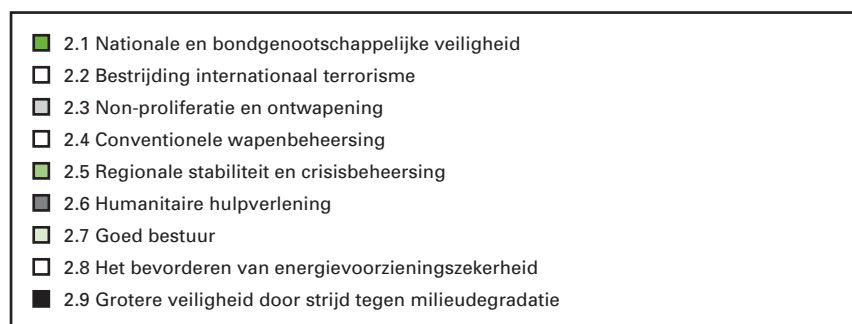 2.1 Nationale en bondgenootschappelijke veiligheid
2.2 Bestrijding internationaal terrorisme
2.3 Non-proliferatie en ontwapening
2.4 Conventionele wapenbeheersing
2.5 Regionale stabiliteit en crisisbeheersing
2.6 Humanitaire hulpverlening
2.7 Goed bestuur
2.8 Het bevorderen van energievoorzieningszekerheid
2.9 Grotere veiligheid door strijd tegen milieudegradatie